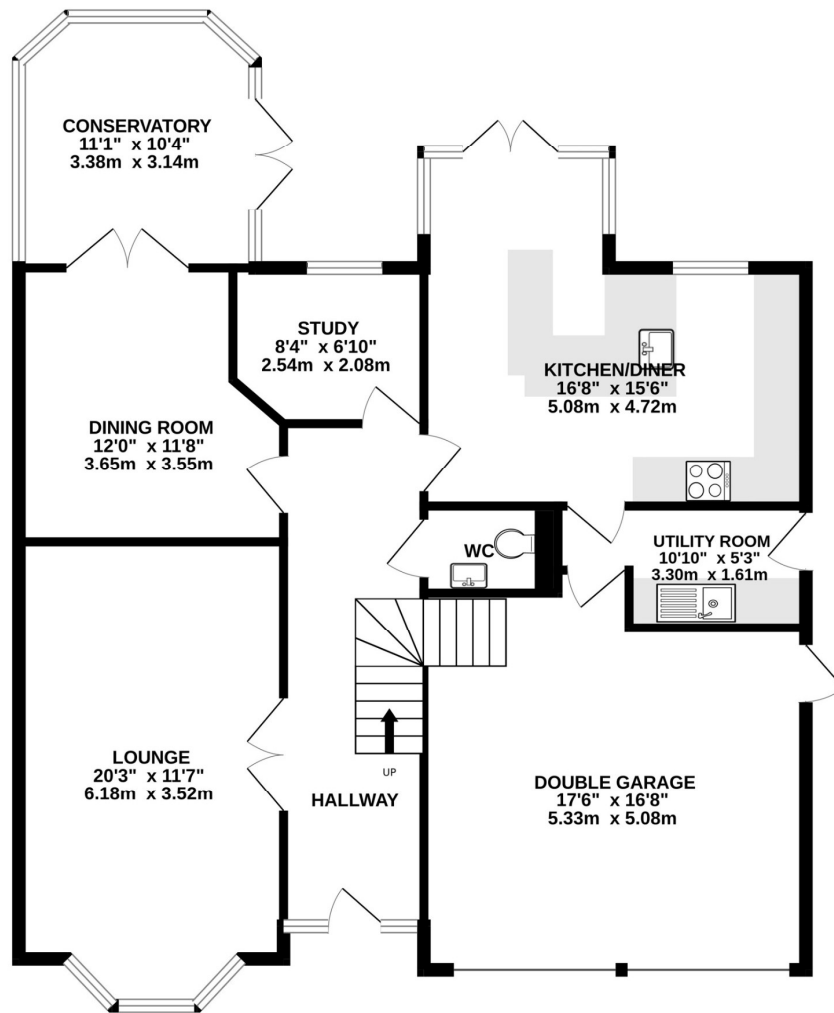 CONSERVATORY
11'1" x 10'4"
3.38m x 3.14m
STUDY
8'4" x 6'10"
2.54m x 2.08m
KITCHEN/DINER
16'8" x 15'6"
5.08m x 4.72m
DINING ROOM
12'0" x 11'8"
3.65m x 3.55m
WC
UTILITY ROOM
10'10" x 5'3"
3.30m x 1.61m
LOUNGE
20'3" x 11'7"
6.18m x 3.52m
UP
HALLWAY
DOUBLE GARAGE
17'6" x 16'8"
5.33m x 5.08m